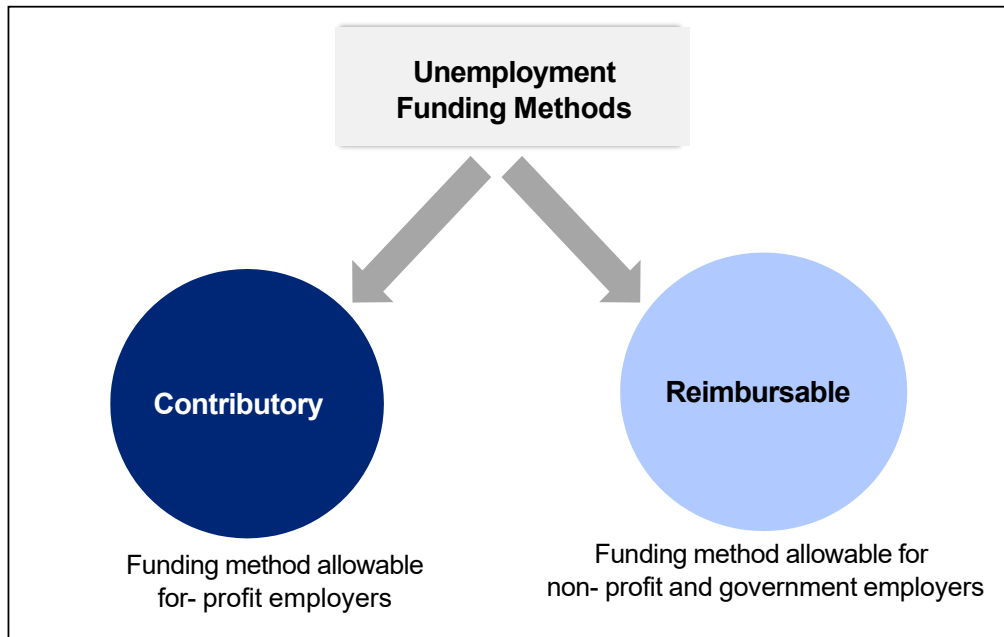 Unemployment
Funding Methods
Contributory
Reimbursable
Funding method allowable
for- profit employers
Funding method allowable for
non- profit and government employers